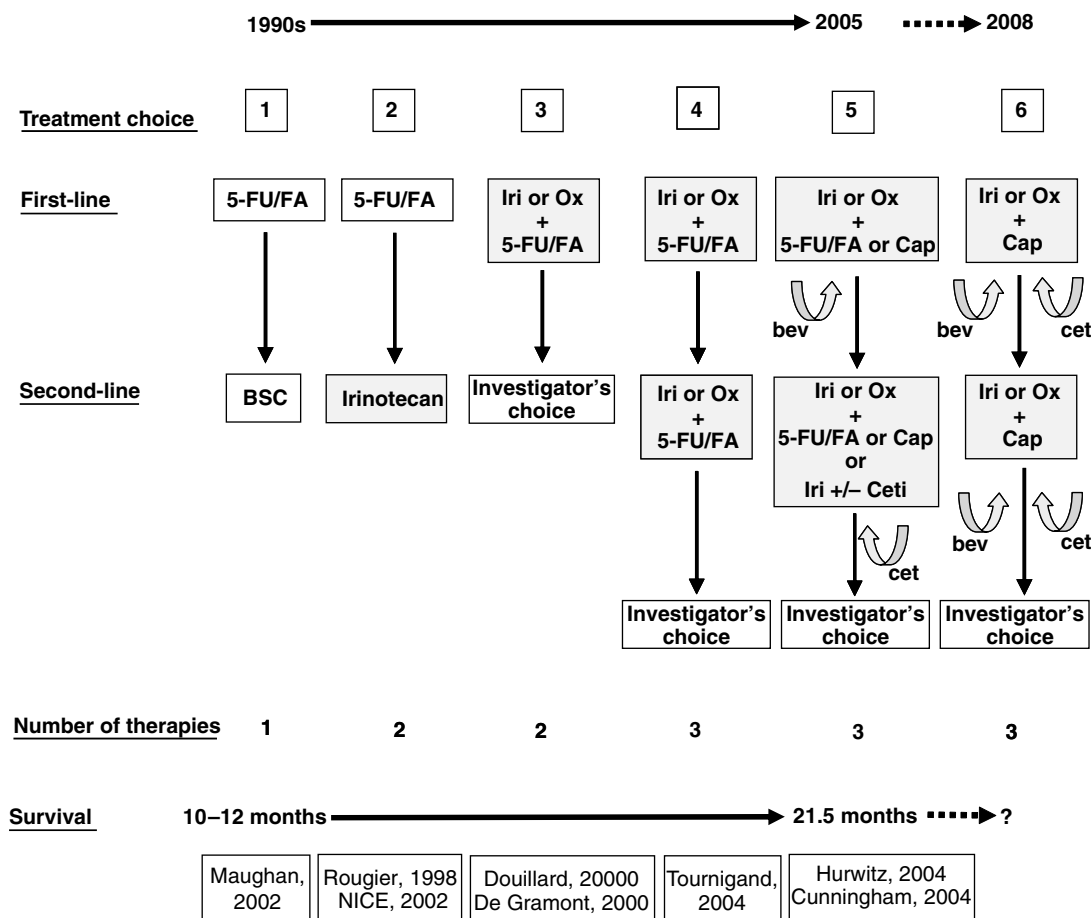 1990s 2005 2008
Treatment choice 1 2 3 4 5 6
First-line
5-FU/FA
5-FU/FA
Iri or Ox
+
5-FU/FA
Iri or Ox
+
5-FU/FA
Iri or Ox
+
5-FU/FA or Cap
Iri or Ox
+
Cap
bev
bev
cet
Second-line
BSC
Irinotecan
Investigator's
choice
Iri or Ox
+
5-FU/FA
Iri or Ox
+
5-FU/FA or Cap
or
Iri +/– Ceti
Iri or Ox
+
Cap
cet
bev
cet
Investigator's
choice
Investigator's
choice
Investigator's
choice
Number of therapies 1 2 2 3 3 3
Survival 10–12 months 21.5 months ?
Maughan,
2002
Rougier, 1998
NICE, 2002
Douillard, 20000
De Gramont, 2000
Tournigand,
2004
Hurwitz, 2004
Cunningham, 2004